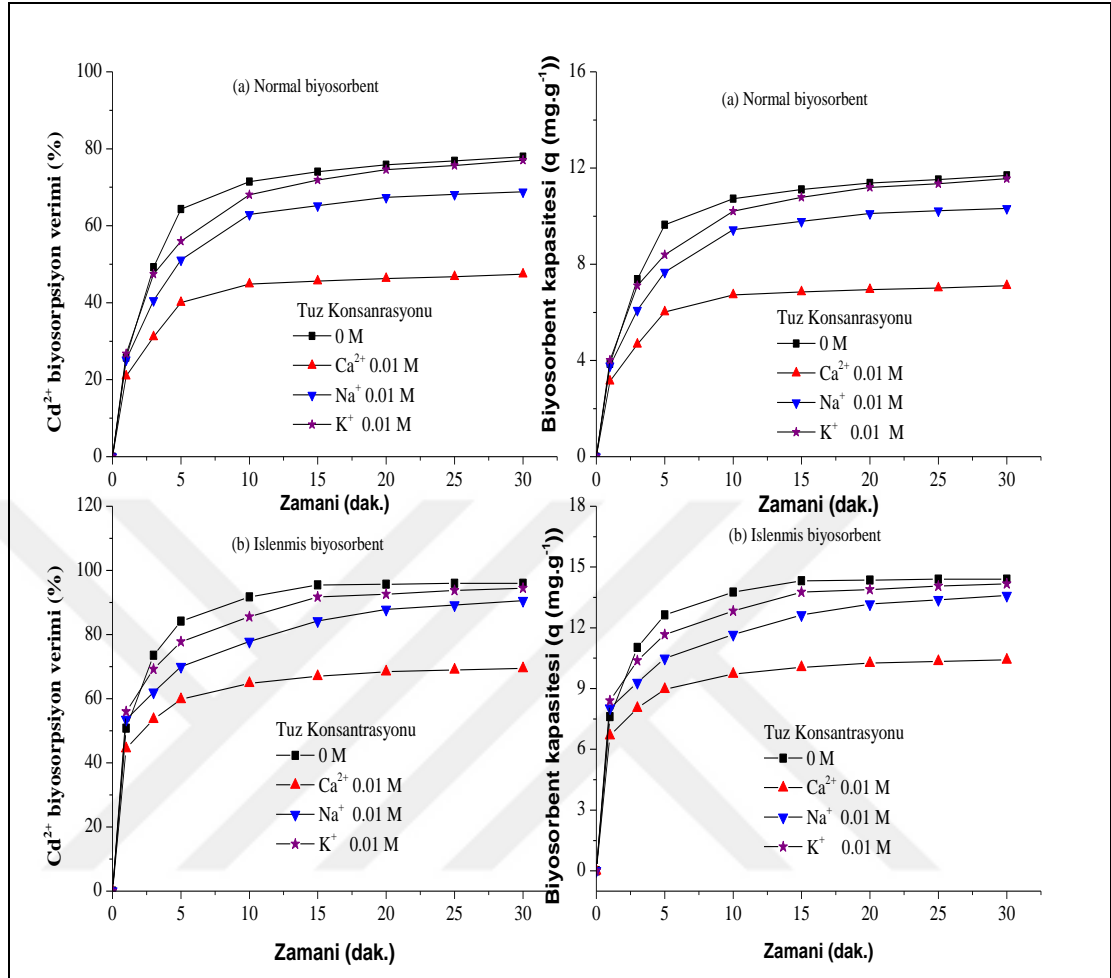 100
80
60
40
20
0
Cd²⁺ biyosorpsiyon verimi (%)
(a) Normal biyosorbent
Tuz Konsanrasyonu
0 M
Ca²⁺ 0.01 M
Na⁺ 0.01 M
K⁺ 0.01 M
0 5 10 15 20 25 30
Zamani (dak.)
16
12
8
4
0
Biyosorbent kapasitesi (q (mg.g⁻¹))
(a) Normal biyosorbent
Tuz Konsanrasyonu
0 M
Ca²⁺ 0.01 M
Na⁺ 0.01 M
K⁺ 0.01 M
0 5 10 15 20 25 30
Zamani (dak.)
120
100
80
60
40
20
0
Cd²⁺ biyosorpsiyon verimi (%)
(b) Islenmis biyosorbent
Tuz Konsantrasyonu
0 M
Ca²⁺ 0.01 M
Na⁺ 0.01 M
K⁺ 0.01 M
0 5 10 15 20 25 30
Zamani (dak.)
18
15
12
9
6
3
0
Biyosorbent kapasitesi (q (mg.g⁻¹))
(b) Islenmis biyosorbent
Tuz Konsantrasyonu
0 M
Ca²⁺ 0.01 M
Na⁺ 0.01 M
K⁺ 0.01 M
0 5 10 15 20 25 30
Zamani (dak.)